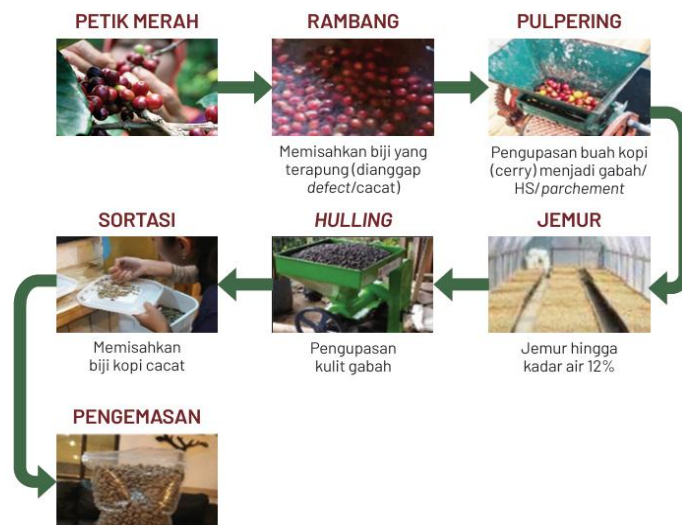 PETIK MERAH
RAMBANG
Memisahkan biji yang
terapung (dianggap
defect/cacat)
PULPERING
Pengupasan buah kopi
(cerry) menjadi gabah/
HS/parchement
JEMUR
Jemur hingga
kadar air 12%
HULLING
Pengupasan
kulit gabah
SORTASI
Memisahkan
biji kopi cacat
PENGEMASAN